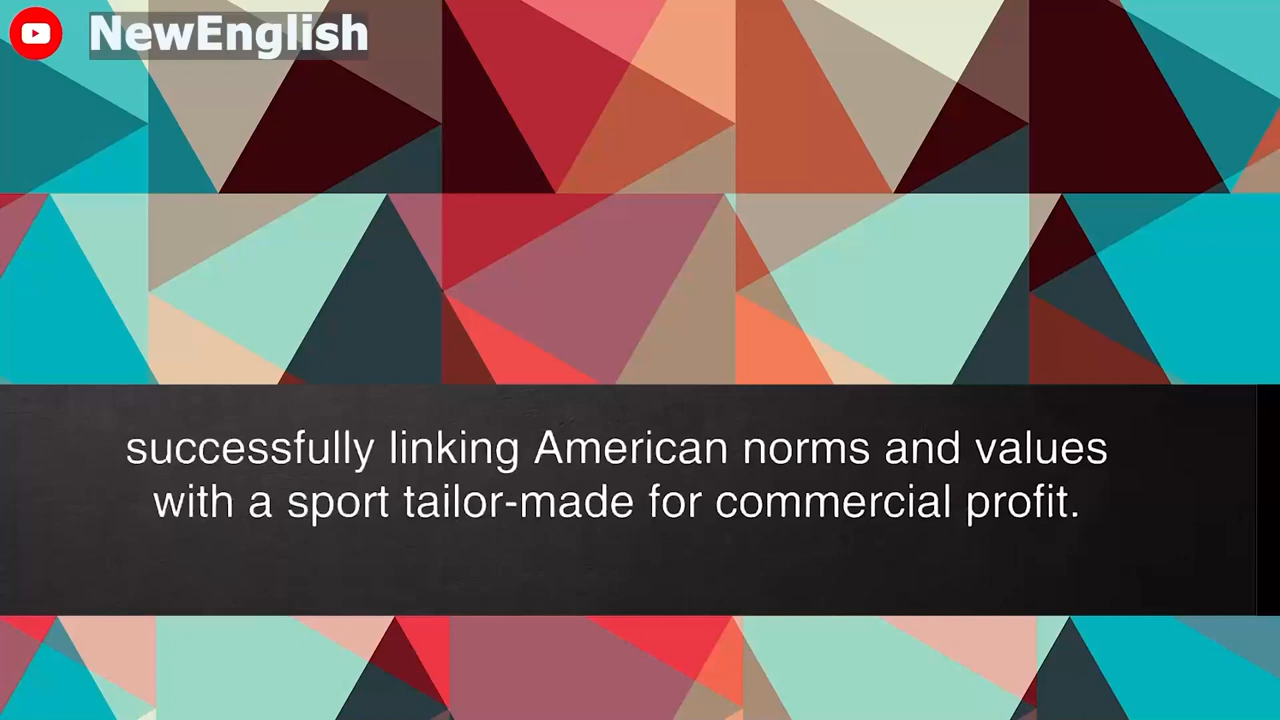 NewEnglish
successfully linking American norms and values
with a sport tailor-made for commercial profit.